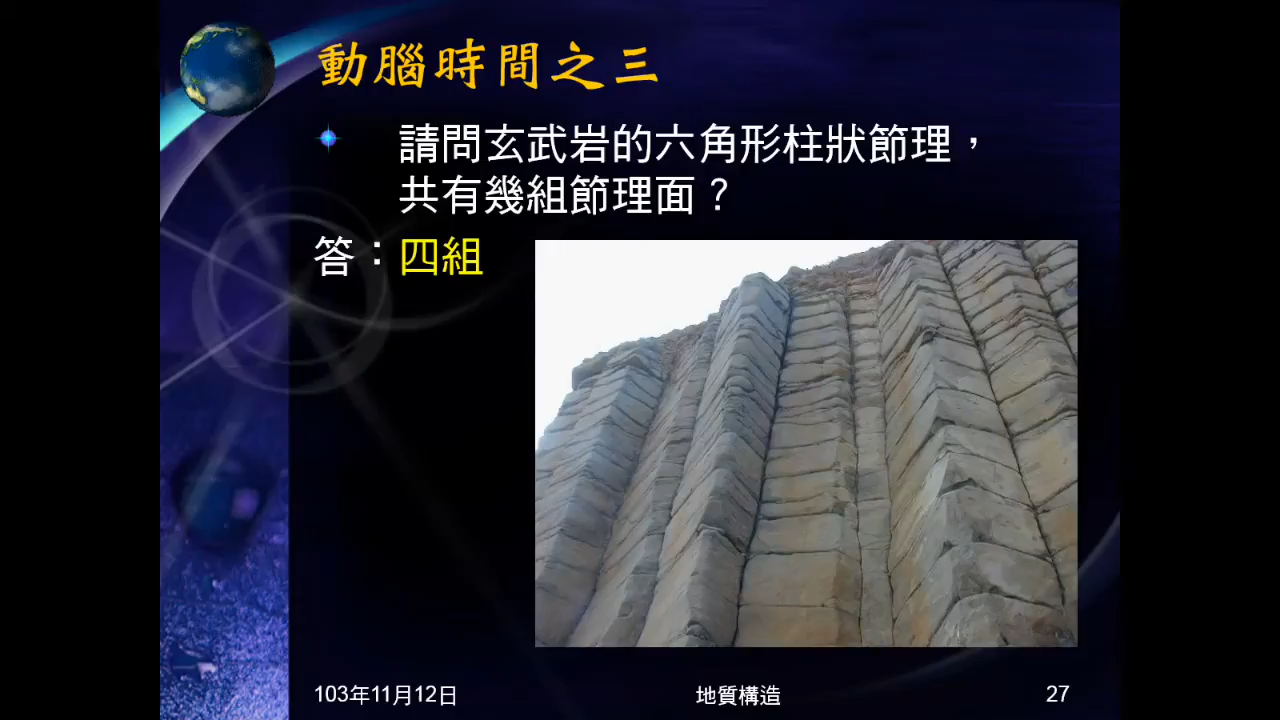 動腦時間之三
請問玄武岩的六角形柱狀節理，
共有幾組節理面？
答：四組
103年11月12日
地質構造
27